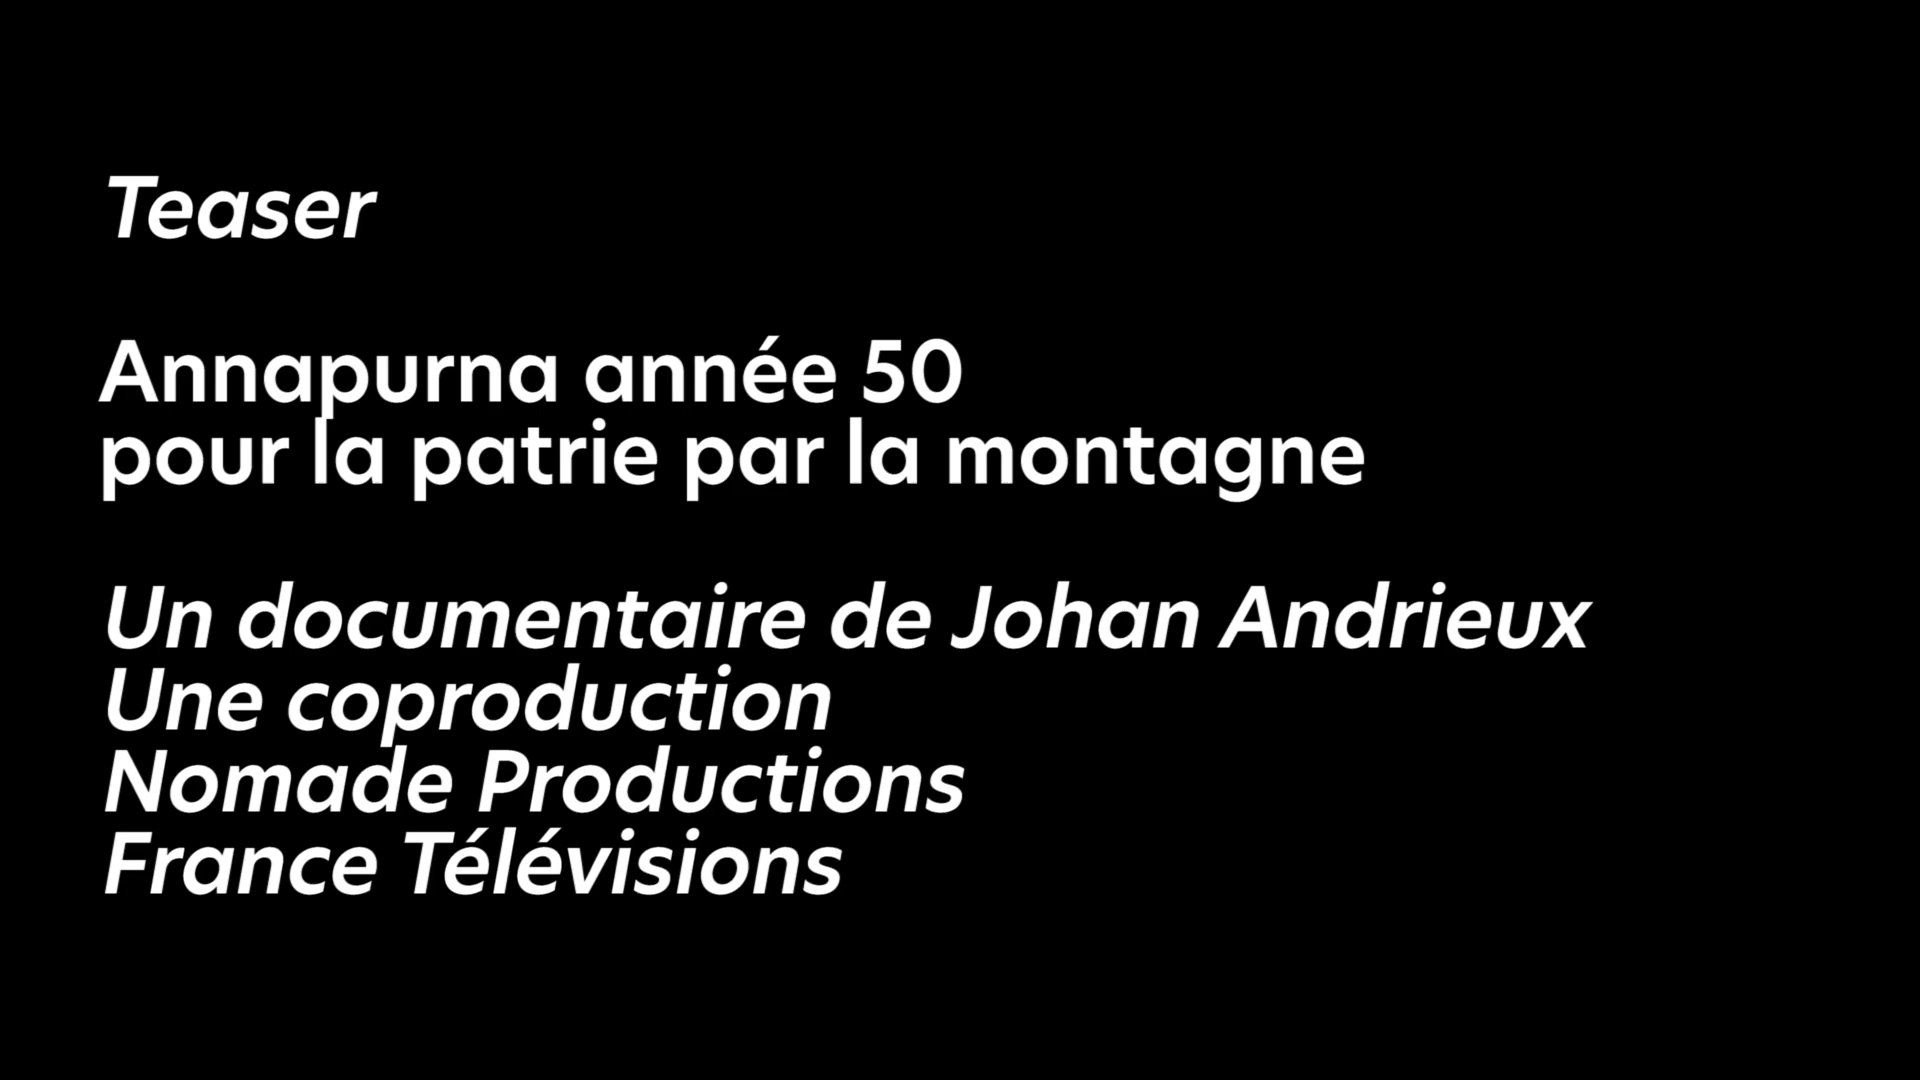 Teaser
Annapurna année 50
pour la patrie par la montagne
Un documentaire de Johan Andrieux
Une coproduction
Nomade Productions
France Télévisions